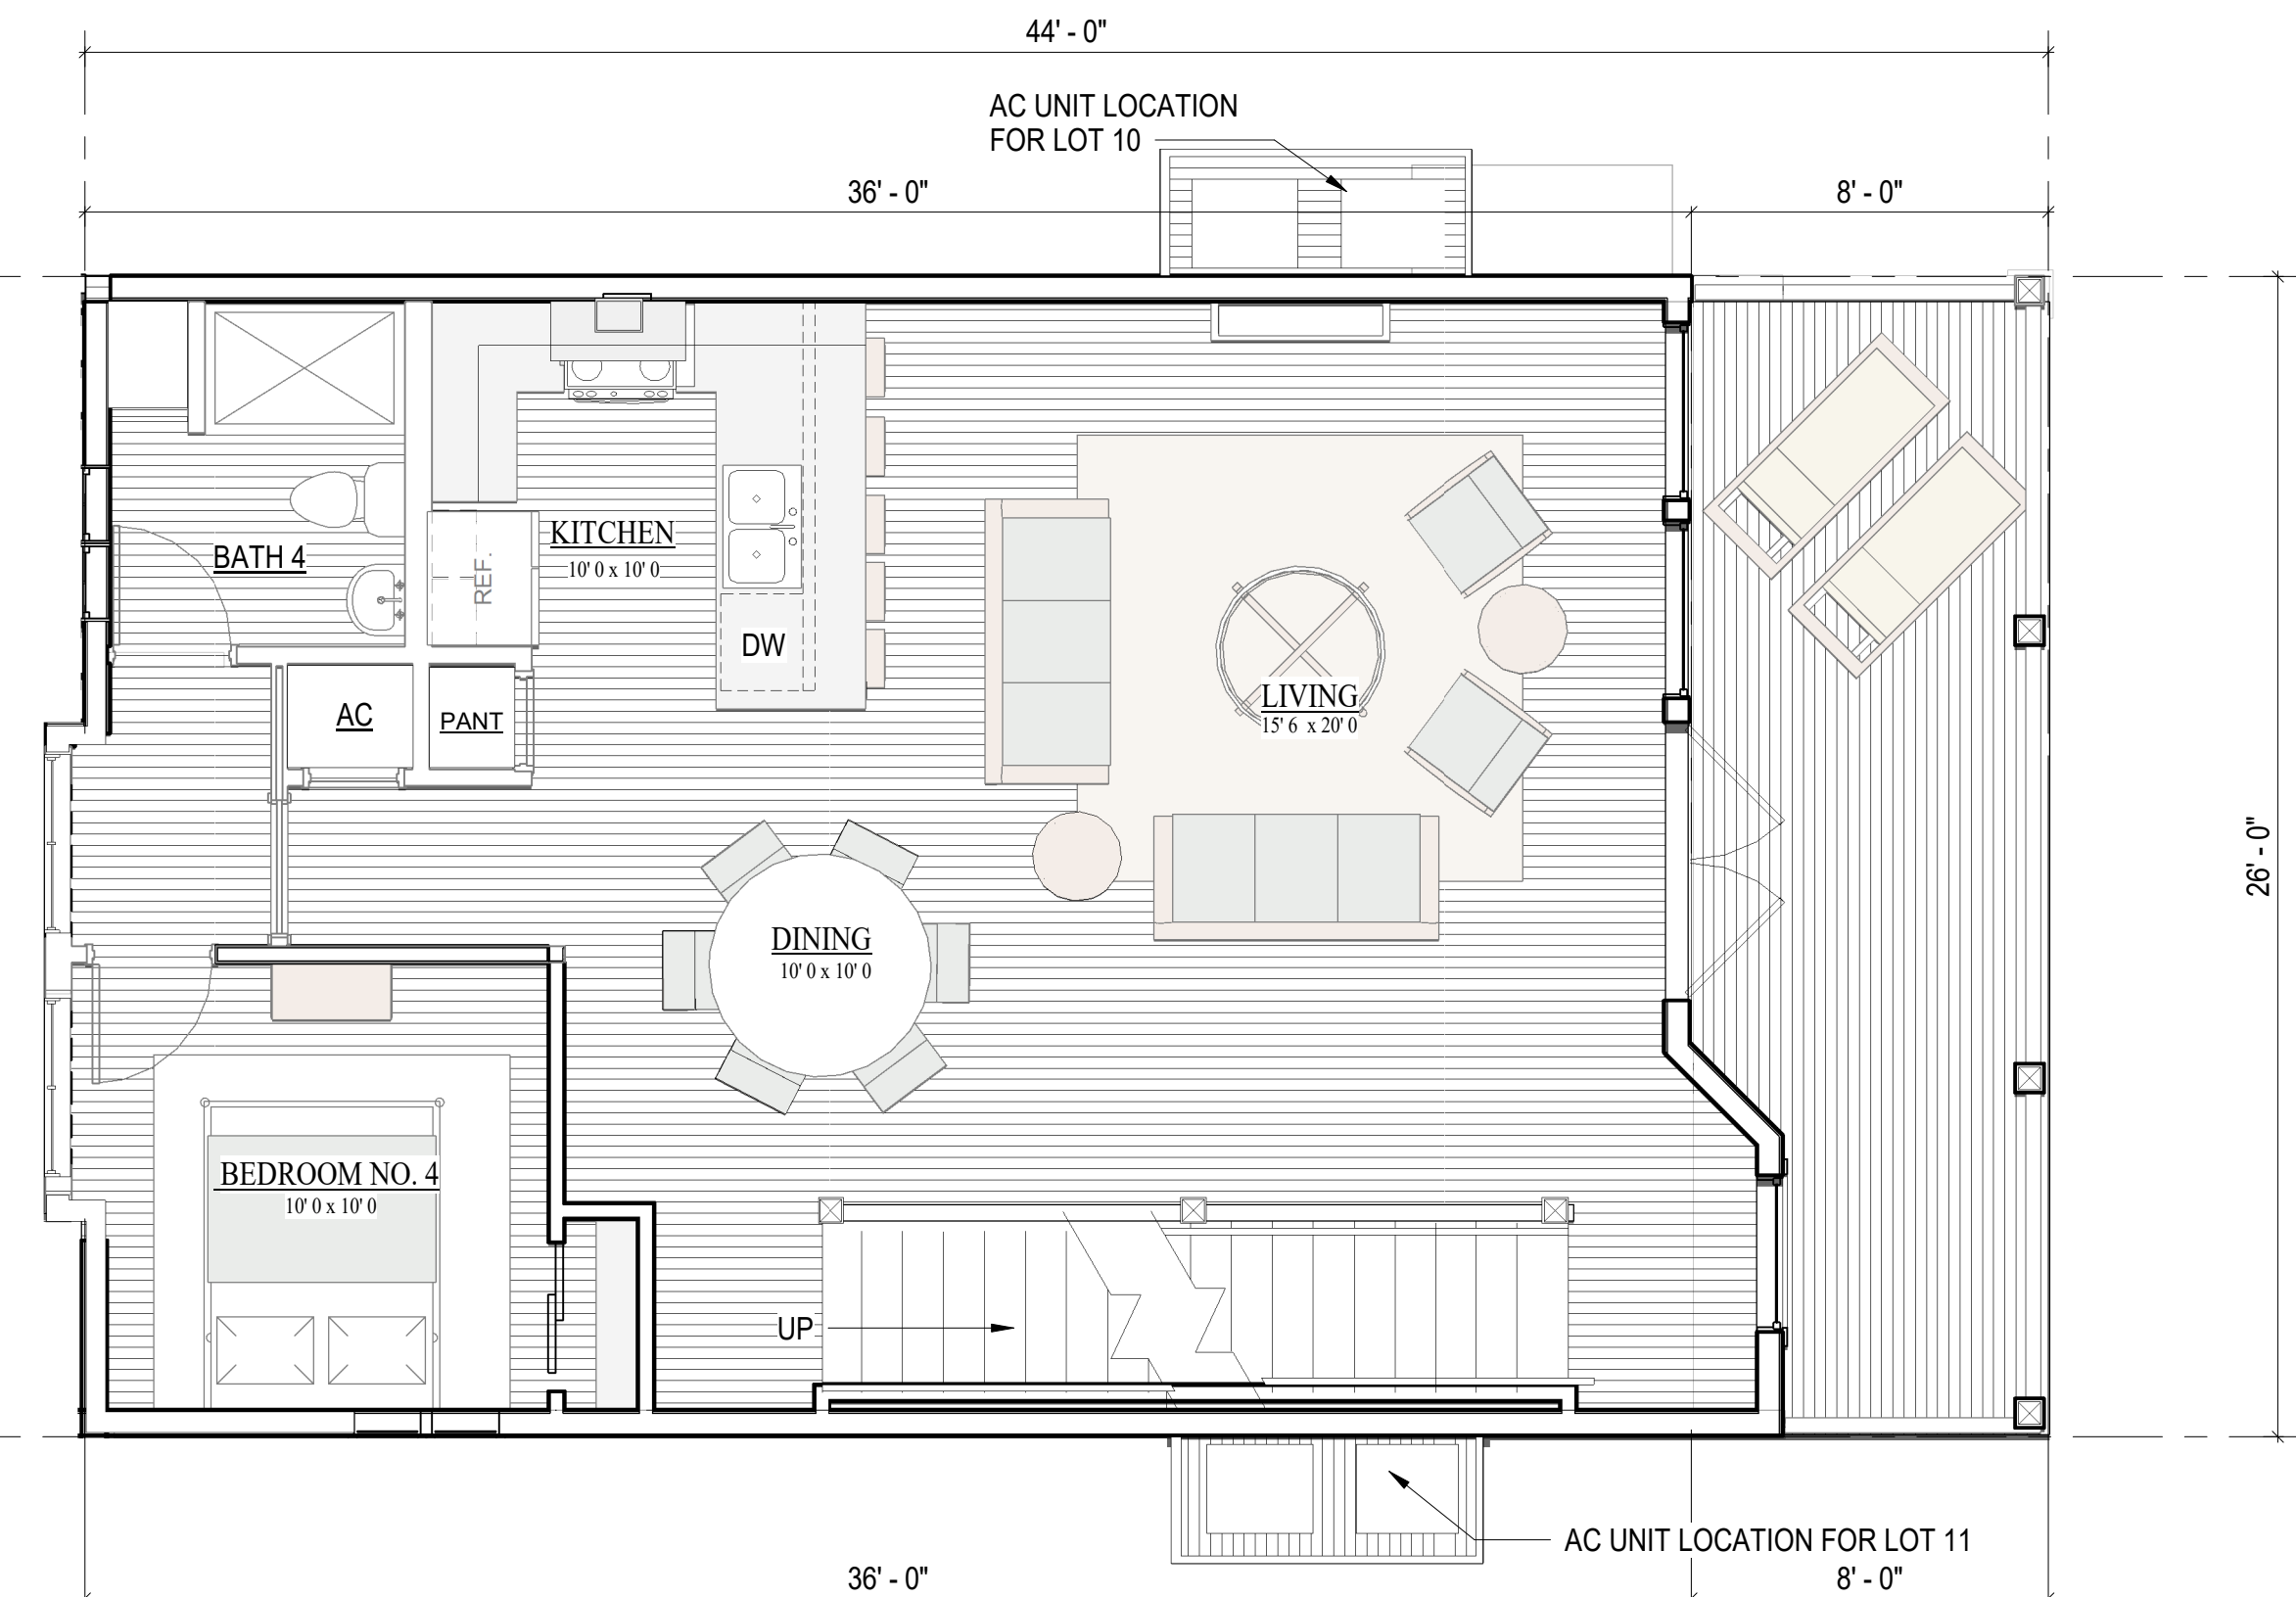 44' - 0"
AC UNIT LOCATION
FOR LOT 10
36' - 0"
8' - 0"
KITCHEN
10' 0 x 10' 0
BATH 4
REF.
DW
AC
PANT
LIVING
15' 6 x 20' 0
26' - 0"
DINING
10' 0 x 10' 0
BEDROOM NO. 4
10' 0 x 10' 0
UP
AC UNIT LOCATION FOR LOT 11
36' - 0"
8' - 0"